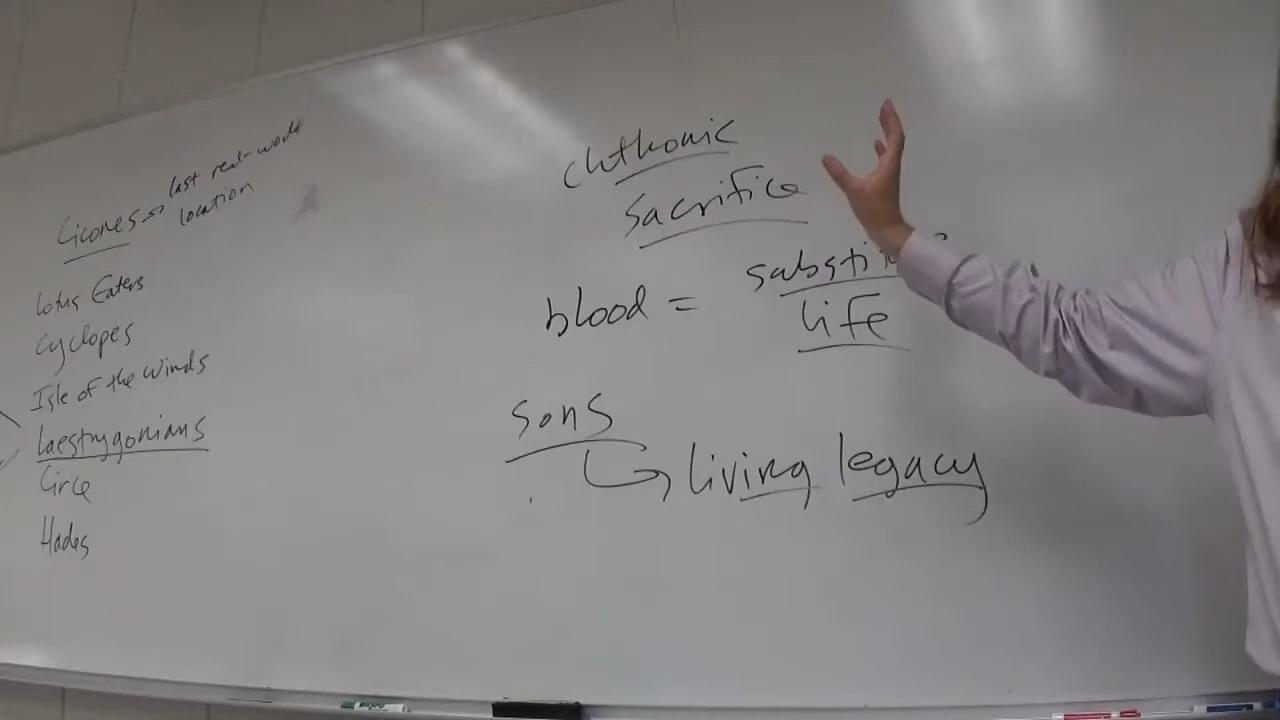 Cicones → last real-world
location
Lotus Eaters
Cyclopes
Isle of the Winds
Laestrygonians
Circe
Hades
chthonic
sacrifice
blood =
life
sons
living legacy
expo